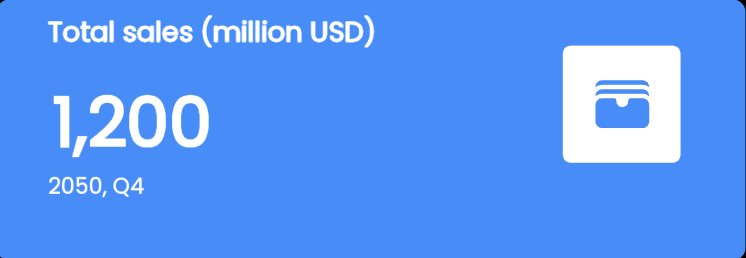 Total sales (million USD)
1,200
2050, Q4